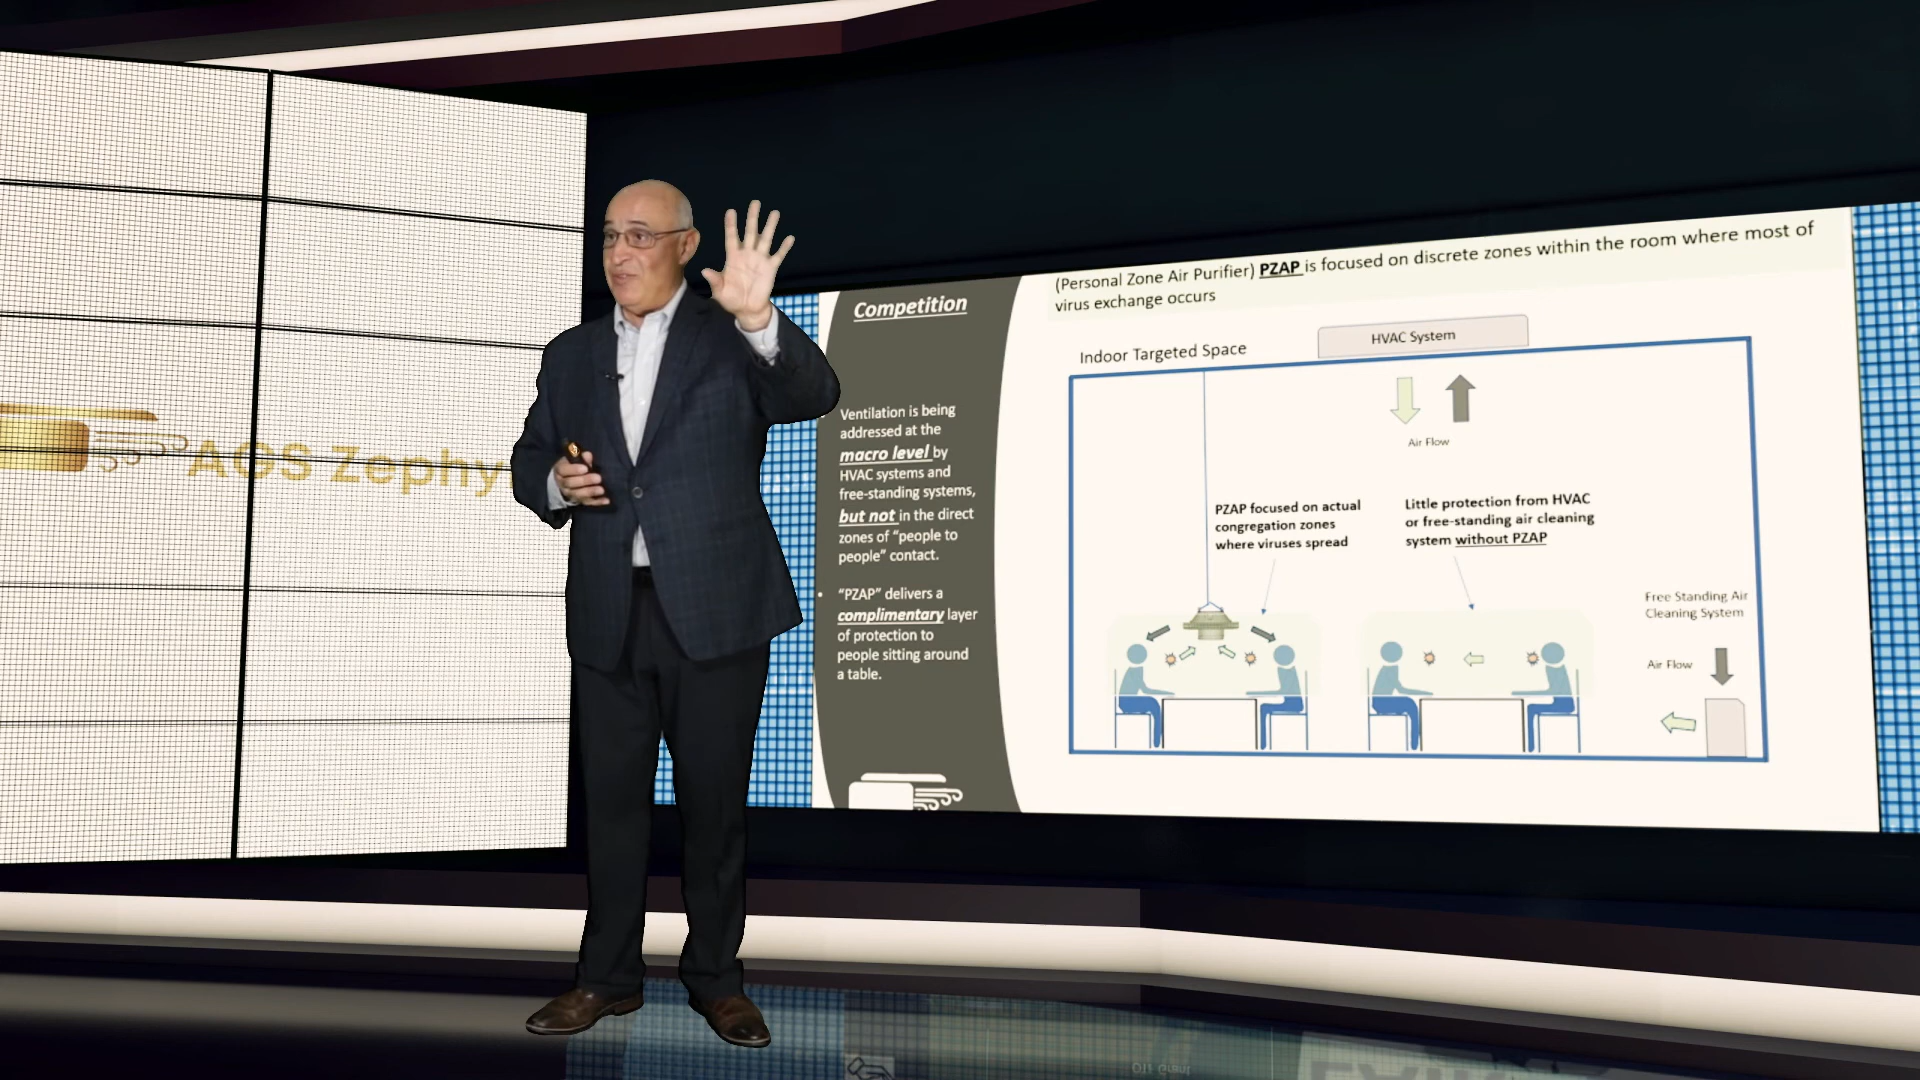 AGS Zephy
Competition
Ventilation is being
addressed at the
macro level by
HVAC systems and
free-standing systems,
but not in the direct
zones of “people to
people” contact.
• “PZAP” delivers a
complimentary layer
of protection to
people sitting around
a table.
(Personal Zone Air Purifier) PZAP is focused on discrete zones within the room where most of
virus exchange occurs
Indoor Targeted Space
HVAC System
Air Flow
PZAP focused on actual
congregation zones
where viruses spread
Little protection from HVAC
or free-standing air cleaning
system without PZAP
Free Standing Air
Cleaning System
Air Flow